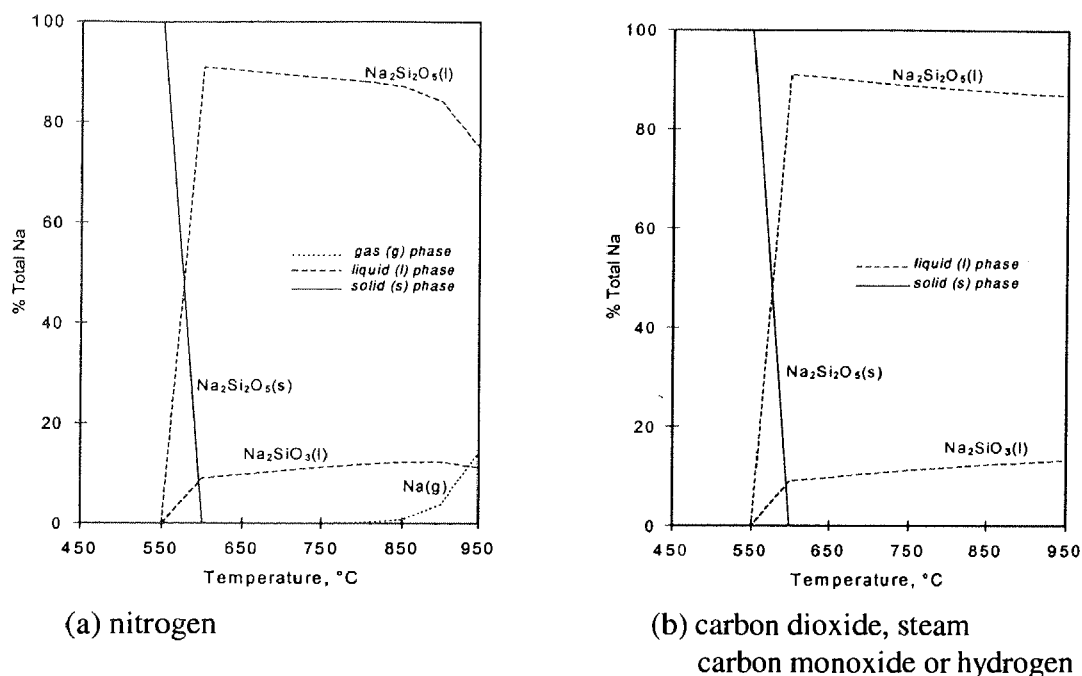 100
80
60
40
20
0
% Total Na
Na₂Si₂O₅(l)
gas (g) phase
liquid (l) phase
solid (s) phase
Na₂Si₂O₅(s)
Na₂SiO₃(l)
Na(g)
450 550 650 750 850 950
Temperature, °C
(a) nitrogen
100
80
60
40
20
0
% Total Na
Na₂Si₂O₅(l)
liquid (l) phase
solid (s) phase
Na₂Si₂O₅(s)
Na₂SiO₃(l)
450 550 650 750 850 950
Temperature, °C
(b) carbon dioxide, steam
carbon monoxide or hydrogen